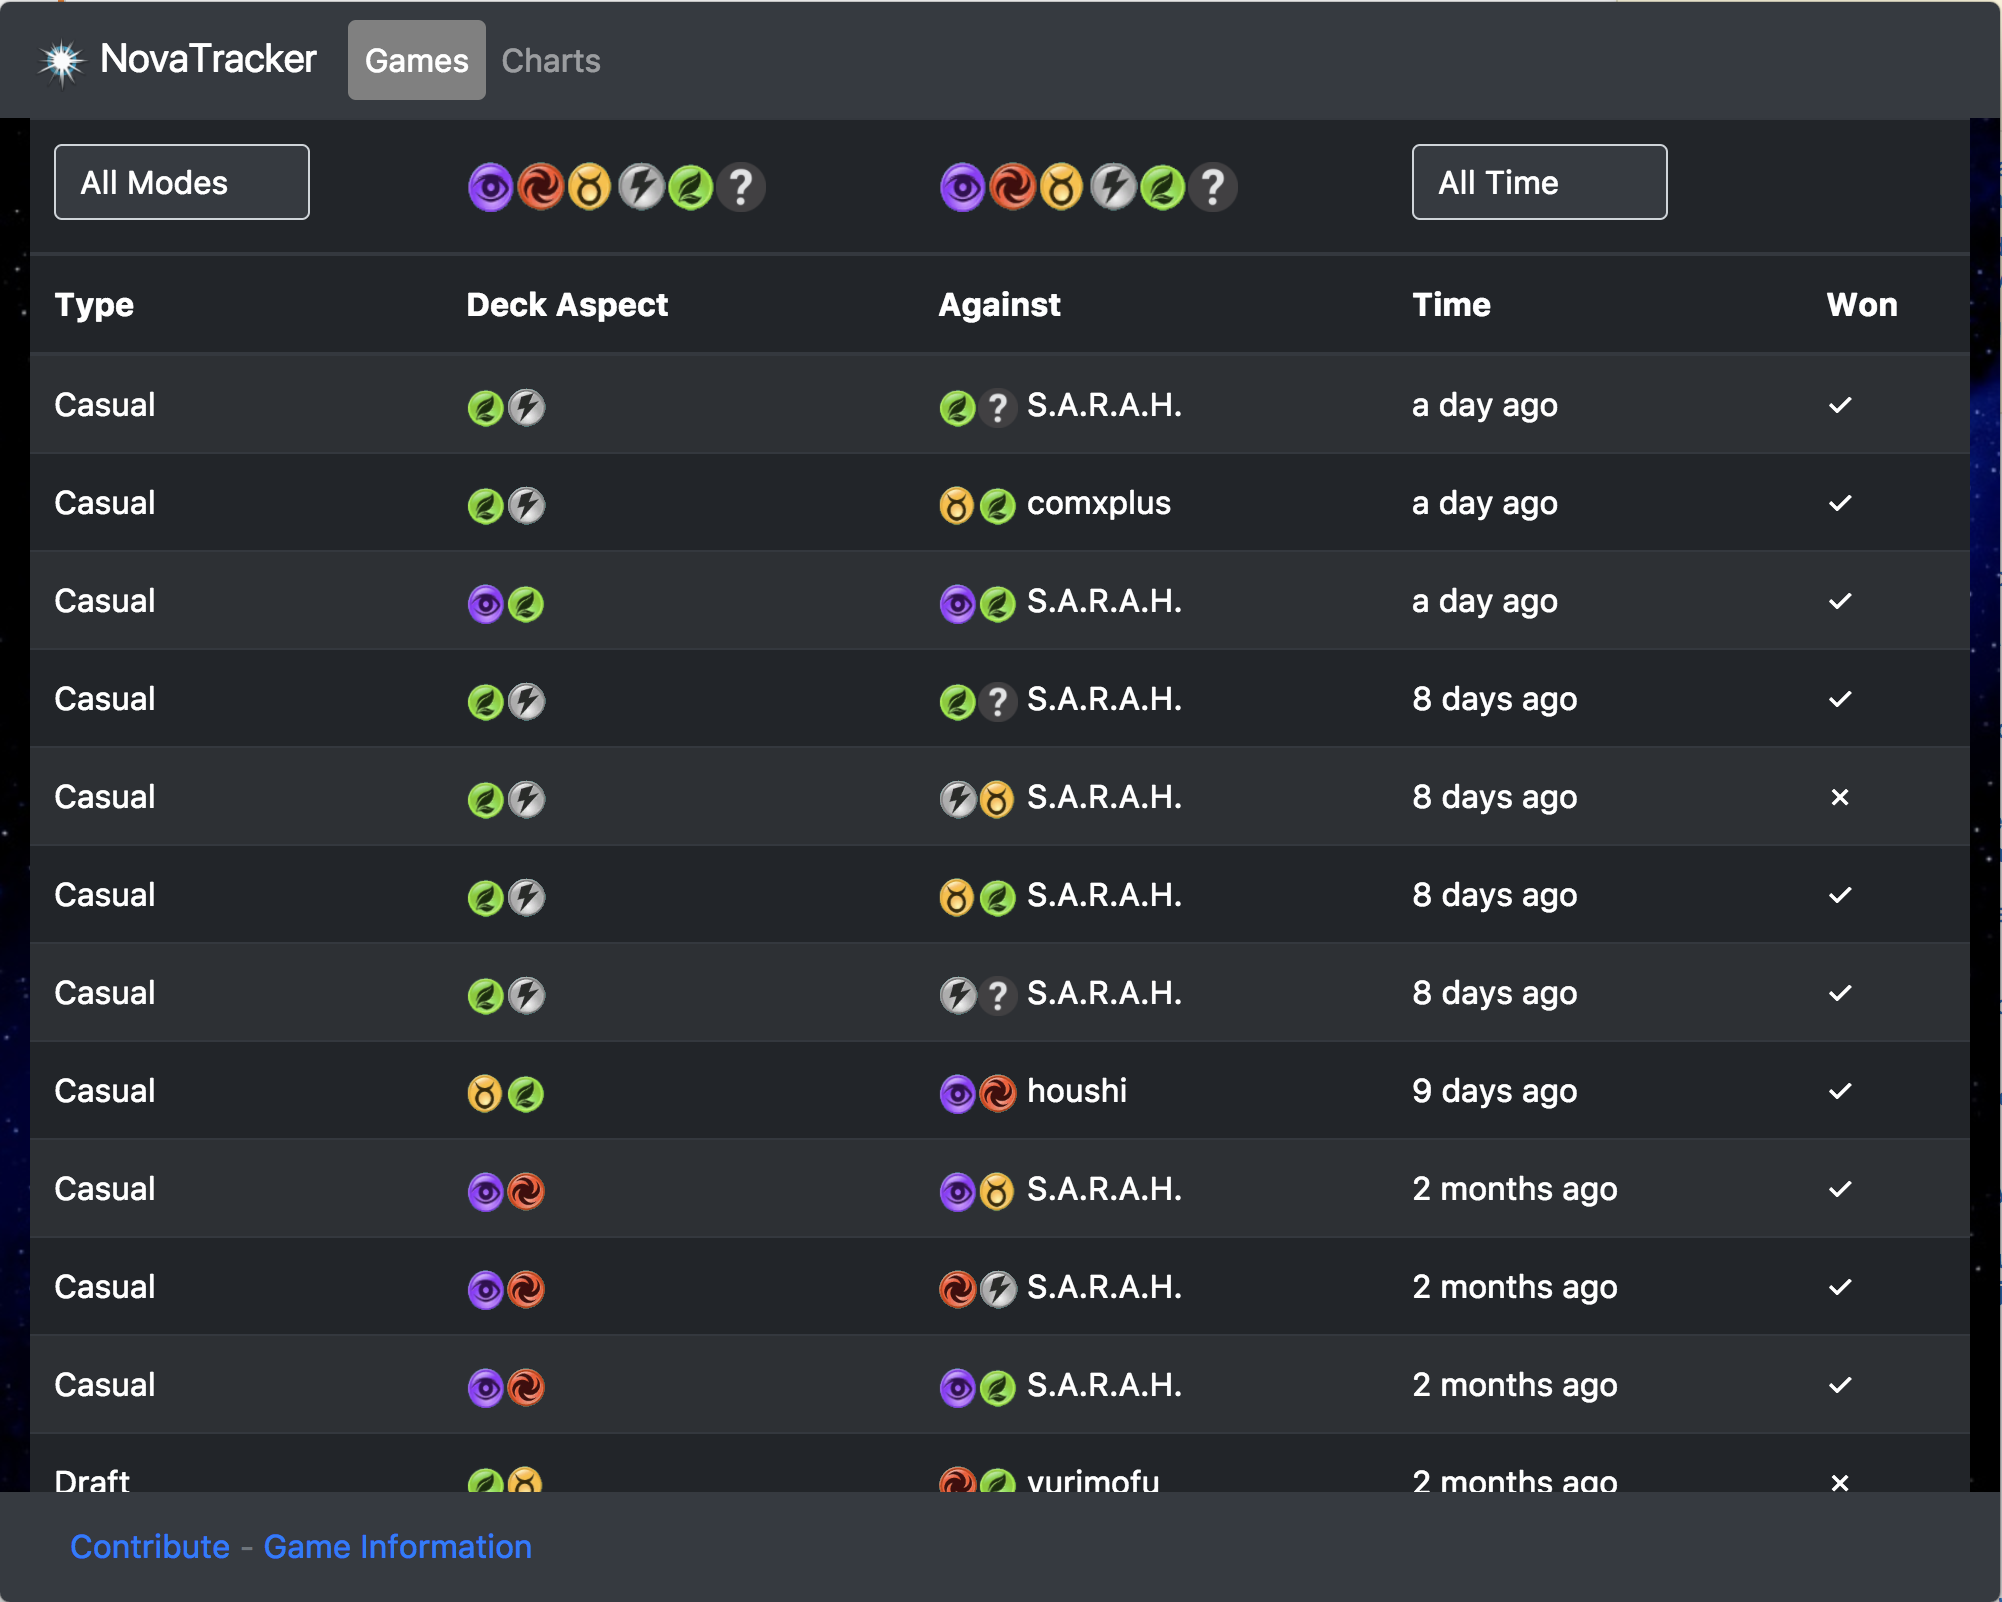 NovaTracker Games Charts
All Modes ? ? All Time
Type Deck Aspect Against Time Won
Casual ? S.A.R.A.H. a day ago
Casual comxplus a day ago
Casual S.A.R.A.H. a day ago
Casual ? S.A.R.A.H. 8 days ago
Casual S.A.R.A.H. 8 days ago
Casual S.A.R.A.H. 8 days ago
Casual ? S.A.R.A.H. 8 days ago
Casual houshi 9 days ago
Casual S.A.R.A.H. 2 months ago
Casual S.A.R.A.H. 2 months ago
Casual S.A.R.A.H. 2 months ago
Draft yurimofu 2 months ago
Contribute - Game Information